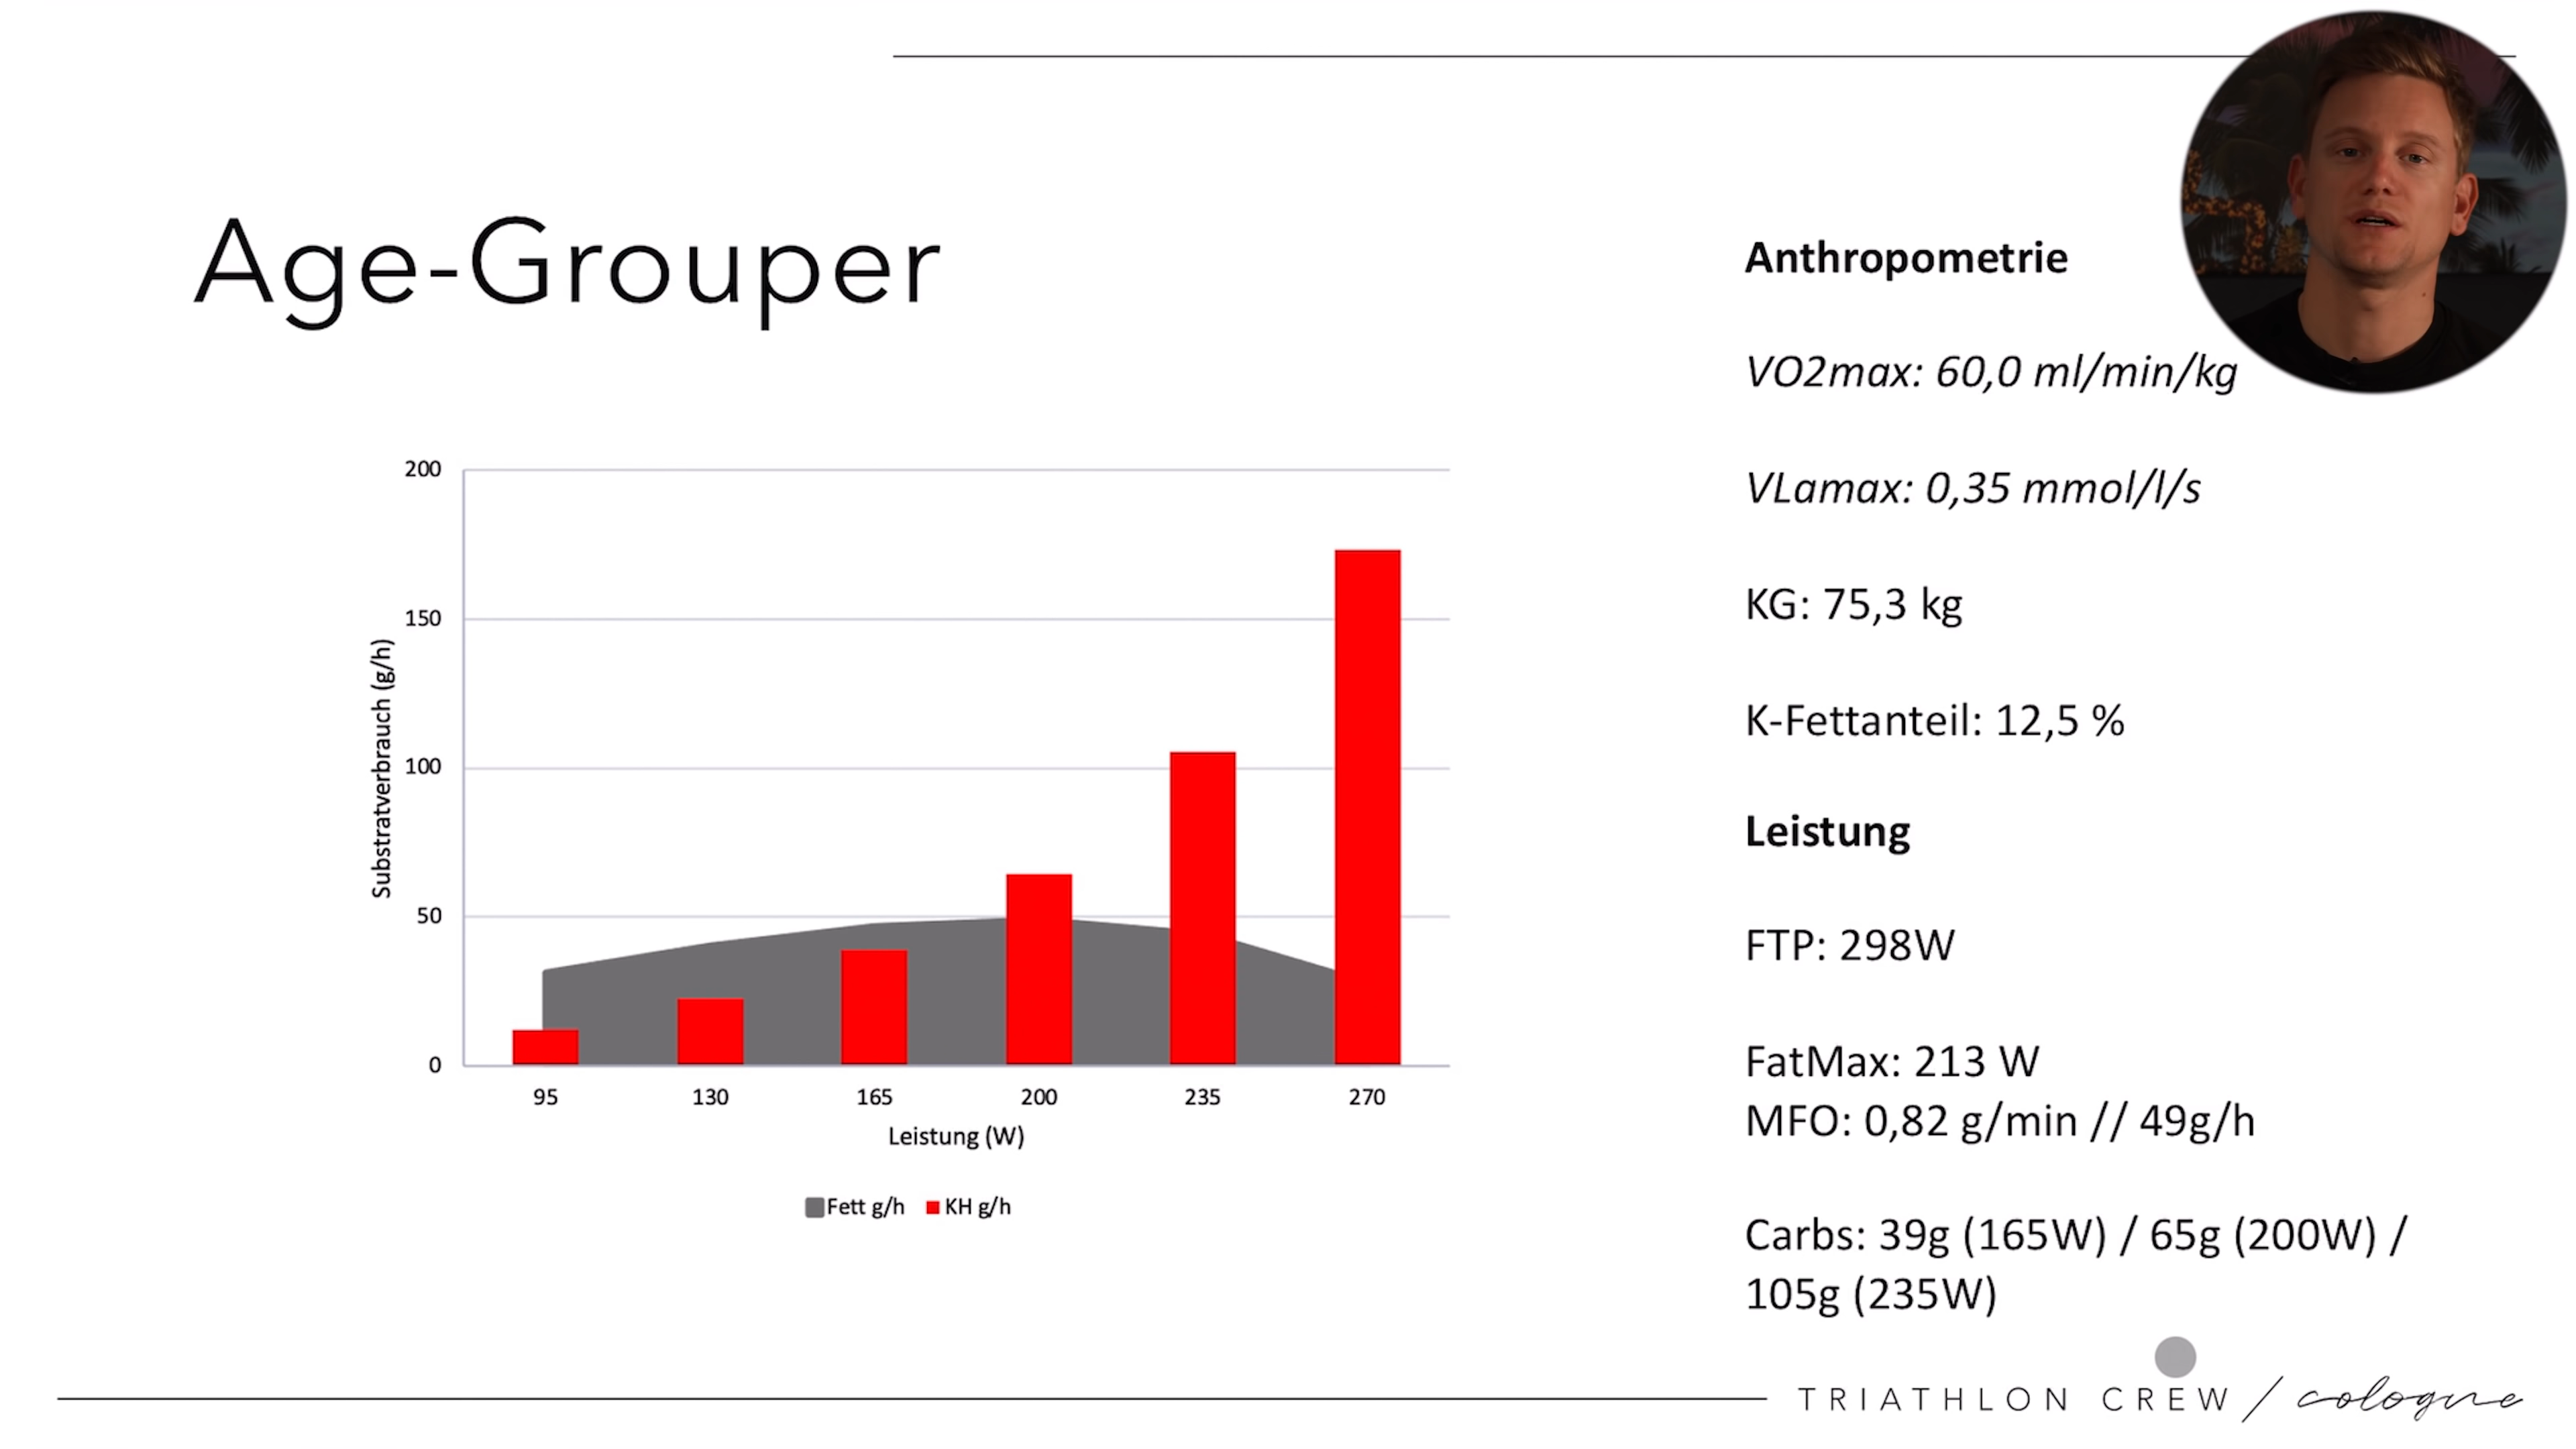 Age-Grouper
200
150
100
50
0
Substratverbrauch (g/h)
95 130 165 200 235 270
Leistung (W)
Fett g/h KH g/h
Anthropometrie
VO2max: 60,0 ml/min/kg
VLamax: 0,35 mmol/l/s
KG: 75,3 kg
K-Fettanteil: 12,5 %
Leistung
FTP: 298W
FatMax: 213 W
MFO: 0,82 g/min // 49g/h
Carbs: 39g (165W) / 65g (200W) /
105g (235W)
TRIATHLON CREW / cologne